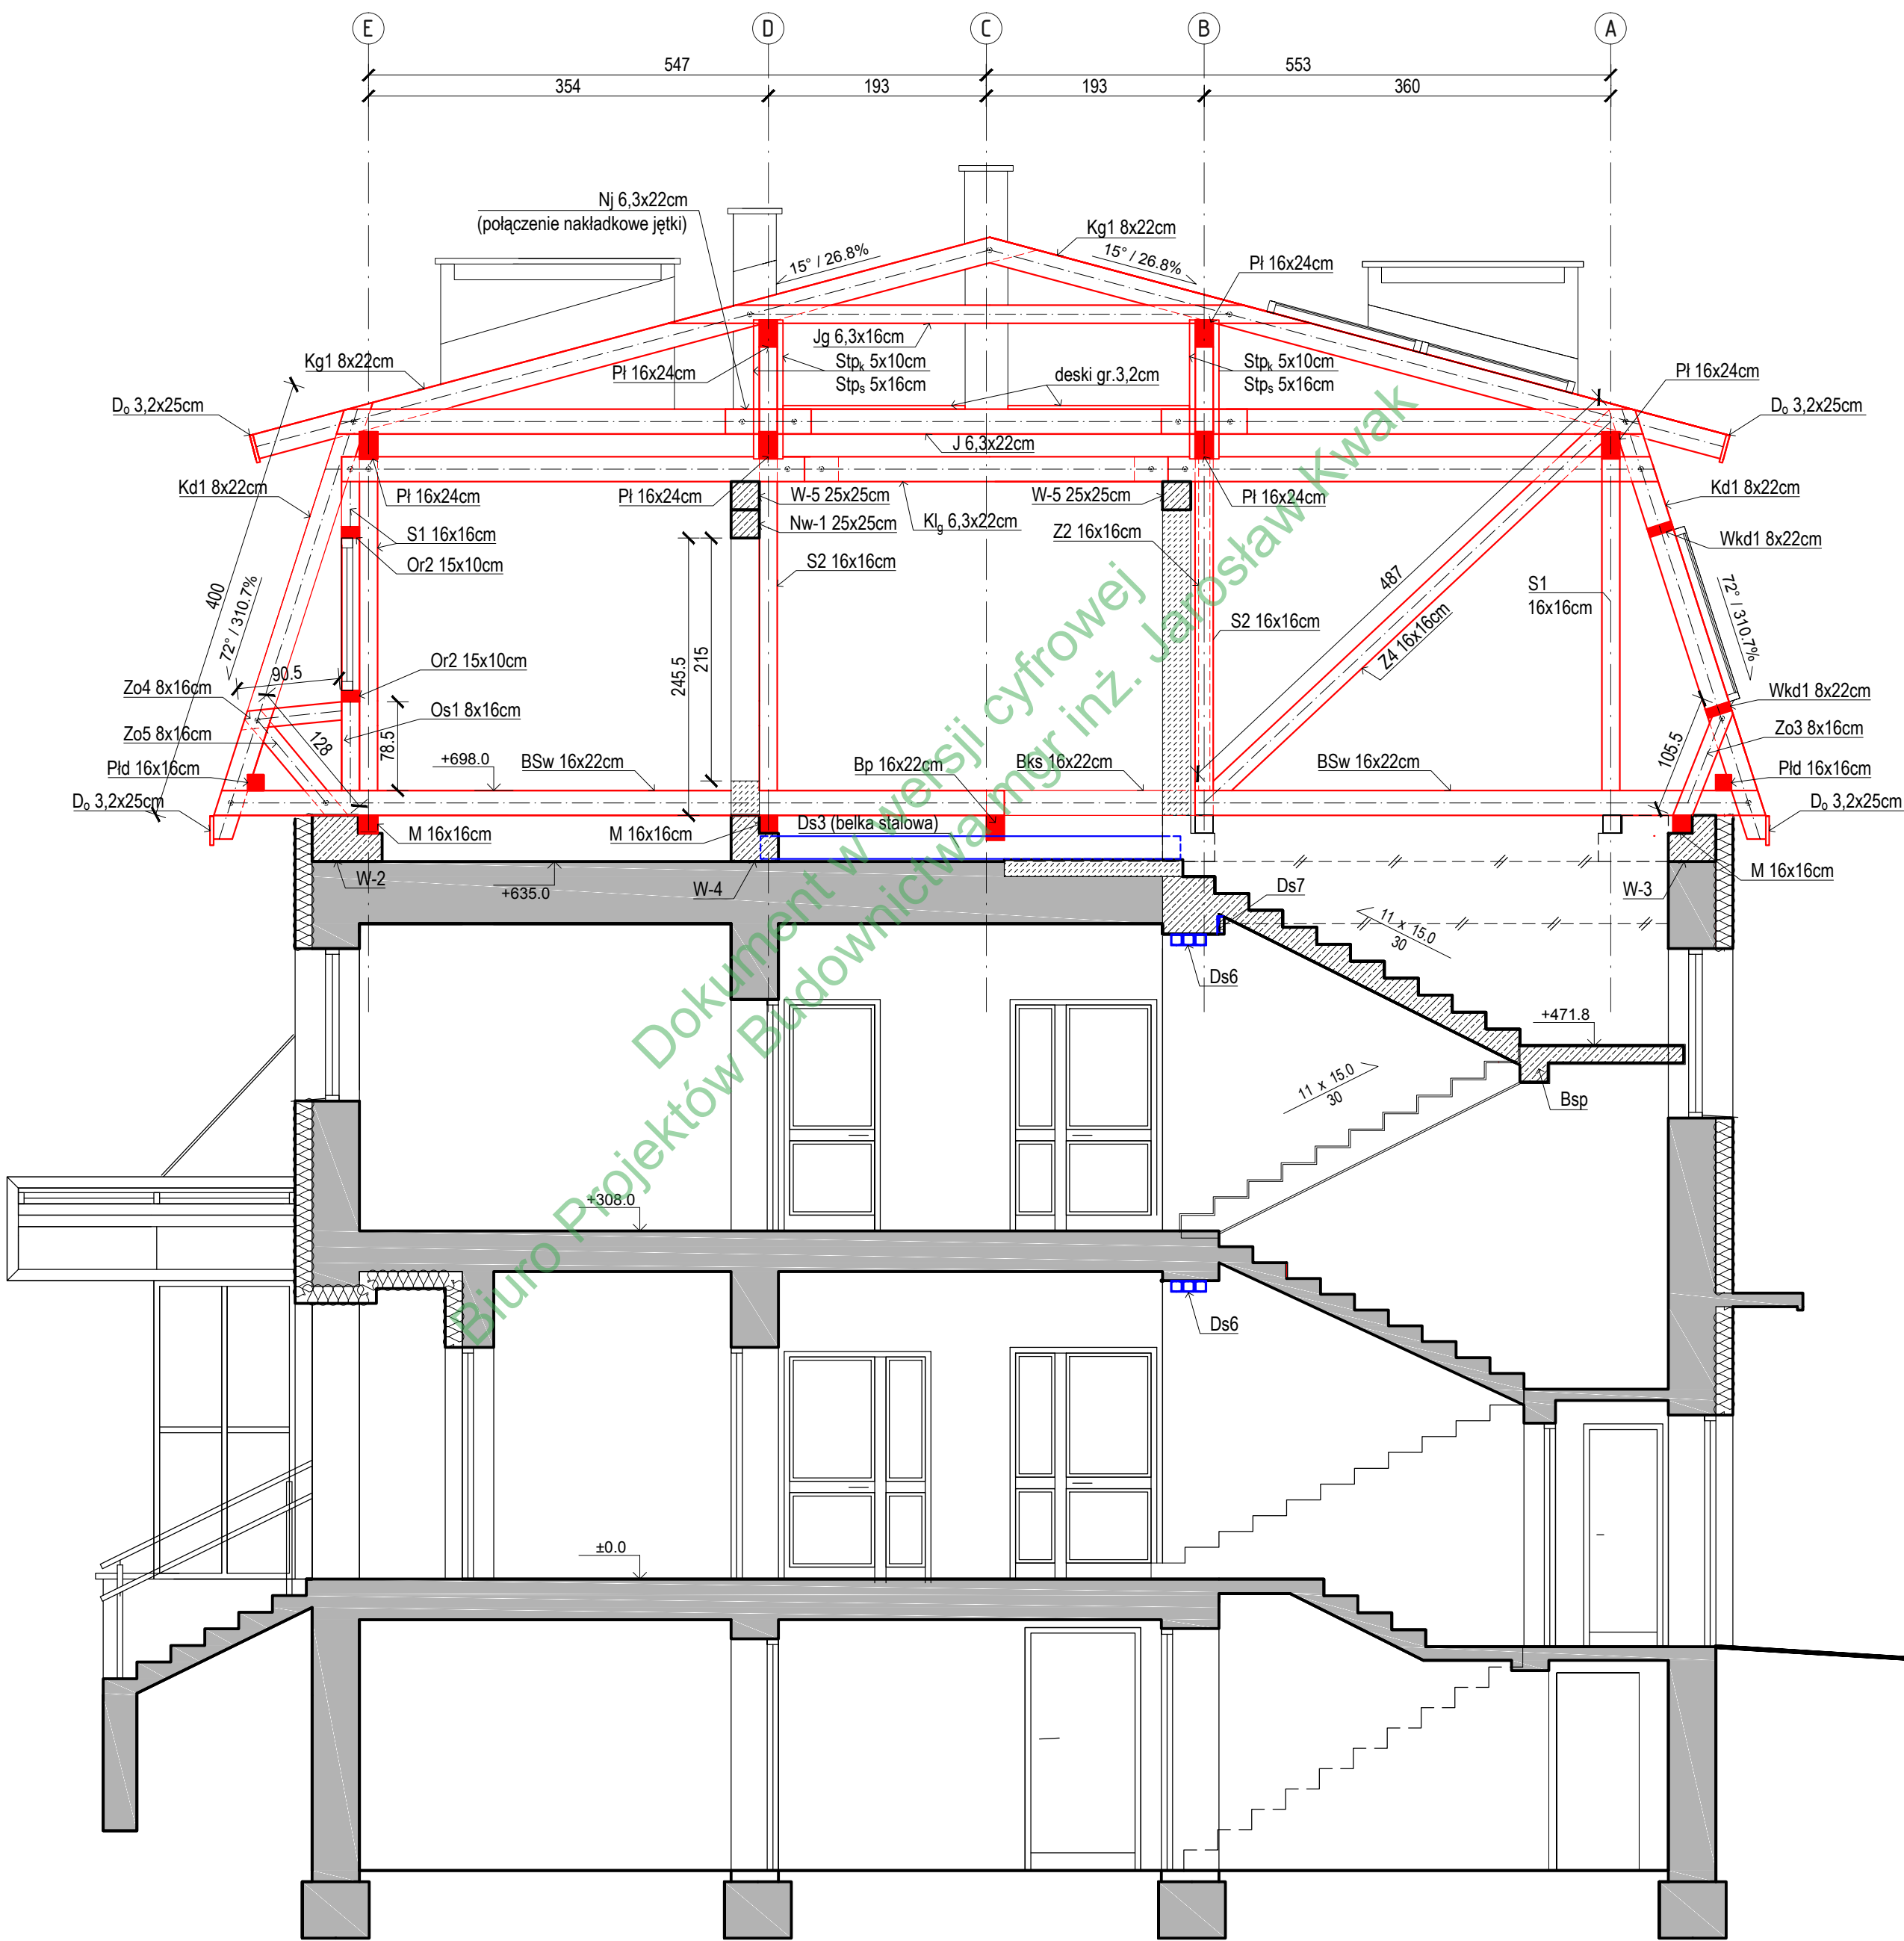 E
D
C
B
A
547
553
354
193
193
360
Nj 6,3x22cm
(połączenie nakładkowe jętki)
15° / 26.8%
Kg1 8x22cm
15° / 26.8%
Pł 16x24cm
Jg 6,3x16cm
Kg1 8x22cm
Pł 16x24cm
Stpk 5x10cm
Stps 5x16cm
deski gr.3,2cm
Stpk 5x10cm
Stps 5x16cm
Pł 16x24cm
Do 3,2x25cm
Do 3,2x25cm
J 6,3x22cm
Kd1 8x22cm
Pł 16x24cm
Pł 16x24cm
W-5 25x25cm
W-5 25x25cm
Pł 16x24cm
Kd1 8x22cm
Nw-1 25x25cm
Klg 6,3x22cm
S1 16x16cm
Z2 16x16cm
Wkd1 8x22cm
Or2 15x10cm
S2 16x16cm
400
487
S1
16x16cm
72° / 310.7%
72° / 310.7%
S2 16x16cm
Z4 16x16cm
245.5
215
90.5
Or2 15x10cm
Zo4 8x16cm
Os1 8x16cm
Wkd1 8x22cm
Zo5 8x16cm
128
78.5
105.5
Zo3 8x16cm
Płd 16x16cm
+698.0
BSw 16x22cm
Bp 16x22cm
Bks 16x22cm
BSw 16x22cm
Płd 16x16cm
Do 3,2x25cm
Do 3,2x25cm
M 16x16cm
M 16x16cm
Ds3 (belka stalowa)
M 16x16cm
W-2
+635.0
W-4
Ds7
W-3
11 x 15.0
30
Ds6
+471.8
11 x 15.0
30
Bsp
+308.0
Ds6
±0.0
Dokument w wersji cyfrowej
Biuro Projektów Budownictwa mgr inż. Jarosław Kwak